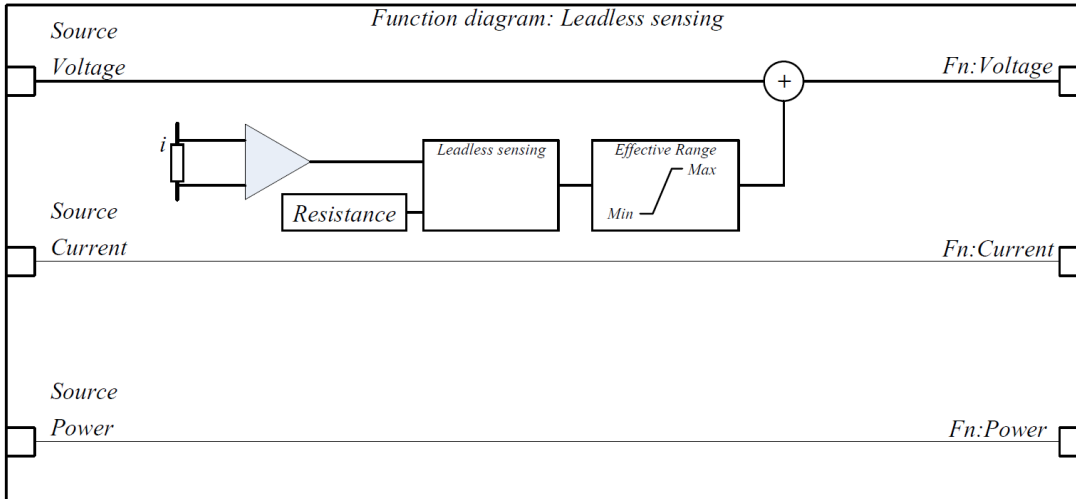 Function diagram: Leadless sensing
Source
Voltage
Fn:Voltage
+
i
Leadless sensing
Effective Range
Max
Min
Resistance
Source
Current
Fn:Current
Source
Power
Fn:Power